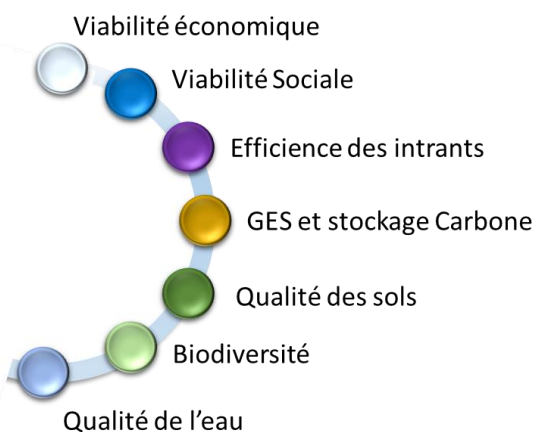 Viabilité économique
Viabilité Sociale
Efficience des intrants
GES et stockage Carbone
Qualité des sols
Biodiversité
Qualité de l'eau